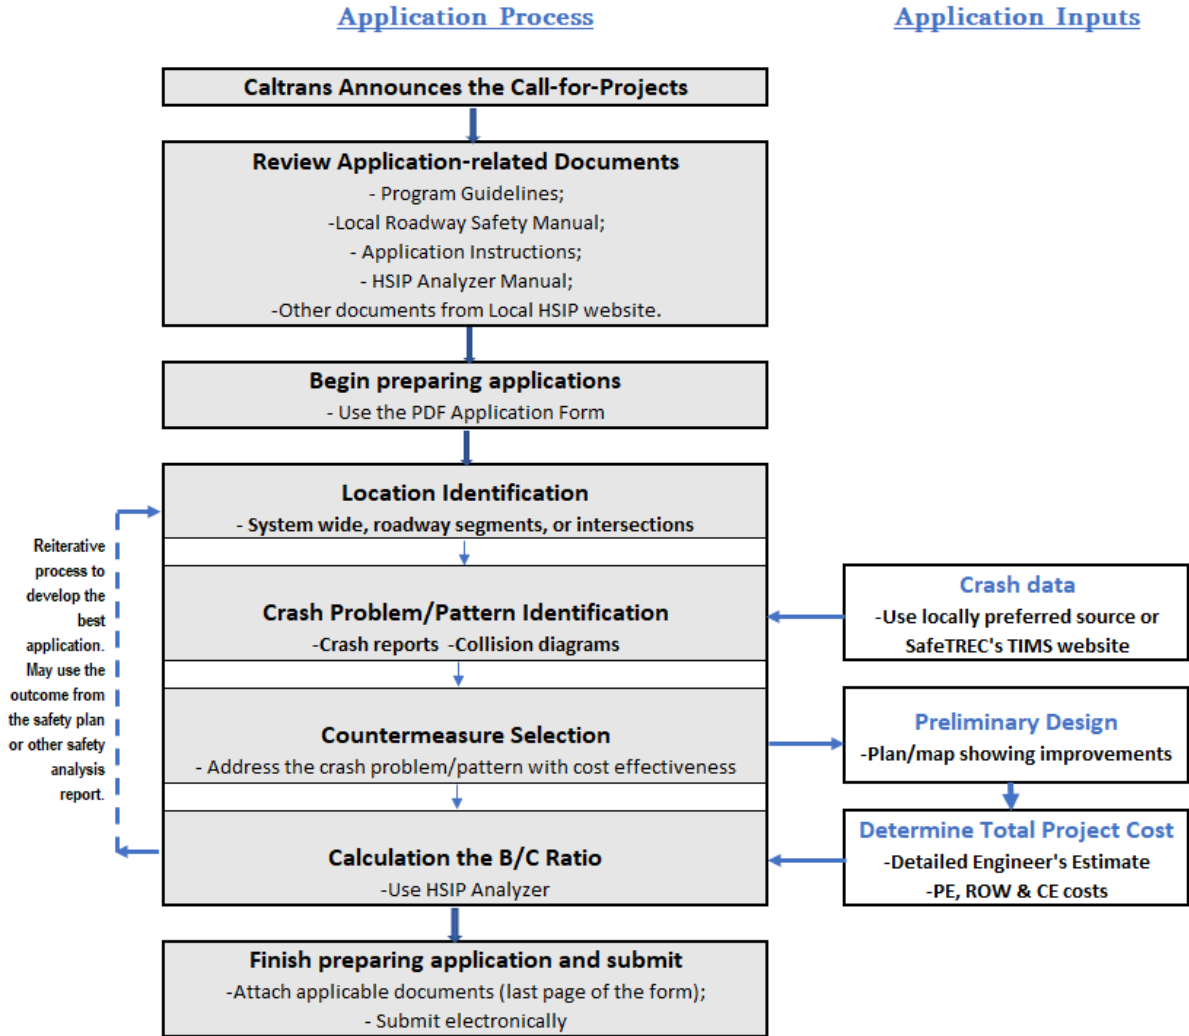 Application Process
Application Inputs
Caltrans Announces the Call-for-Projects
Review Application-related Documents
- Program Guidelines;
-Local Roadway Safety Manual;
- Application Instructions;
- HSIP Analyzer Manual;
-Other documents from Local HSIP website.
Begin preparing applications
- Use the PDF Application Form
Location Identification
- System wide, roadway segments, or intersections
Reiterative
process to
develop the
best
application.
May use the
outcome from
the safety plan
or other safety
analysis
report.
Crash Problem/Pattern Identification
-Crash reports  -Collision diagrams
Crash data
-Use locally preferred source or
SafeTREC's TIMS website
Countermeasure Selection
- Address the crash problem/pattern with cost effectiveness
Preliminary Design
-Plan/map showing improvements
Calculation the B/C Ratio
-Use HSIP Analyzer
Determine Total Project Cost
-Detailed Engineer's Estimate
-PE, ROW & CE costs
Finish preparing application and submit
-Attach applicable documents (last page of the form);
- Submit electronically